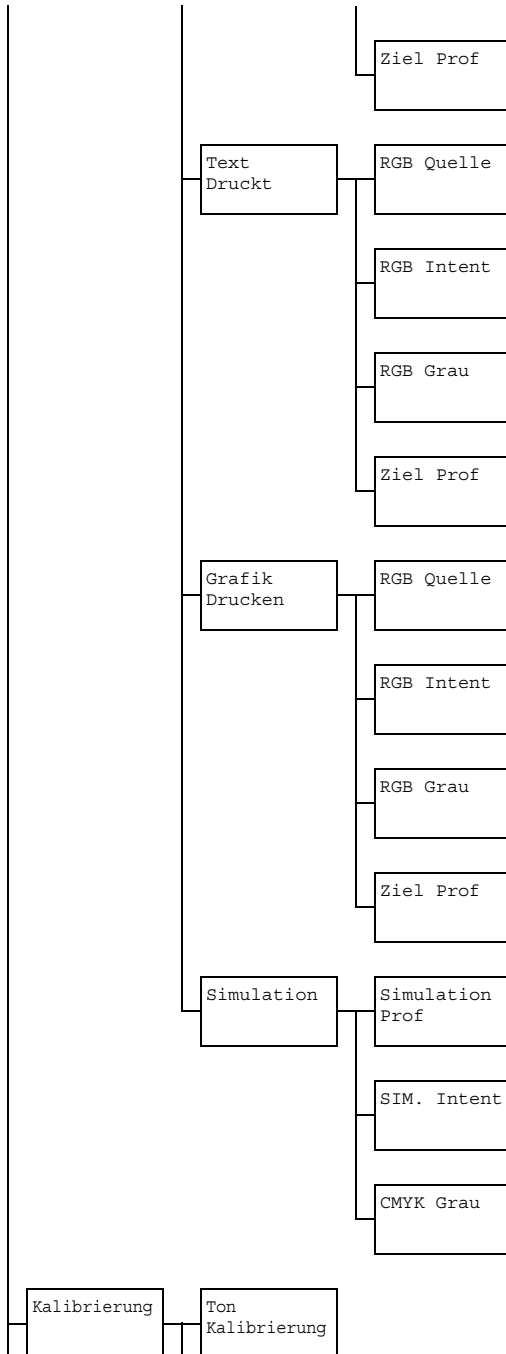 Ziel Prof
Text
Druckt
RGB Quelle
RGB Intent
RGB Grau
Ziel Prof
Grafik
Drucken
RGB Quelle
RGB Intent
RGB Grau
Ziel Prof
Simulation
Simulation
Prof
SIM. Intent
CMYK Grau
Kalibrierung
Ton
Kalibrierung